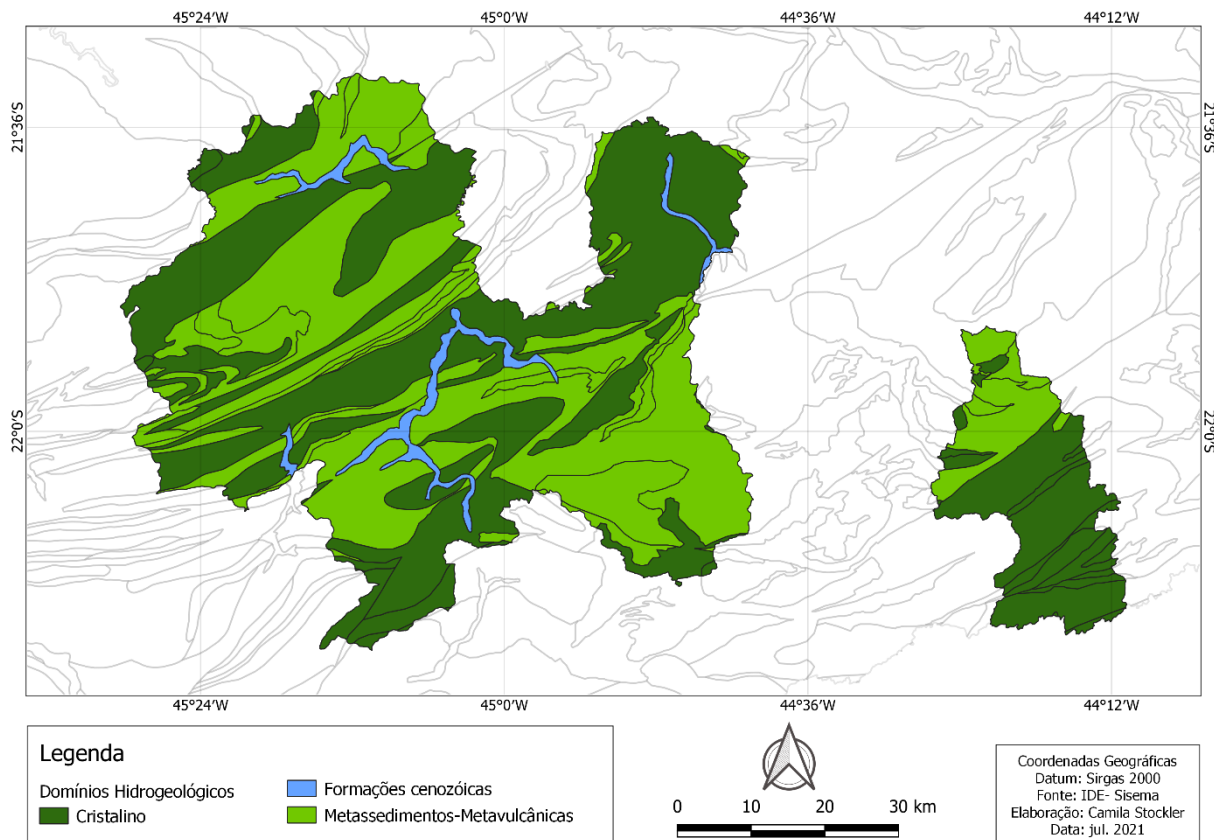 45°24'W 45°0'W 44°36'W 44°12'W
21°36'S 21°36'S
22°0'S 22°0'S
45°24'W 45°0'W 44°36'W 44°12'W
Legenda
Domínios Hidrogeológicos
Cristalino
Formações cenozóicas
Metassedimentos-Metavulcânicas
0 10 20 30 km
Coordenadas Geográficas
Datum: Sirgas 2000
Fonte: IDE- Sisema
Elaboração: Camila Stockler
Data: jul. 2021